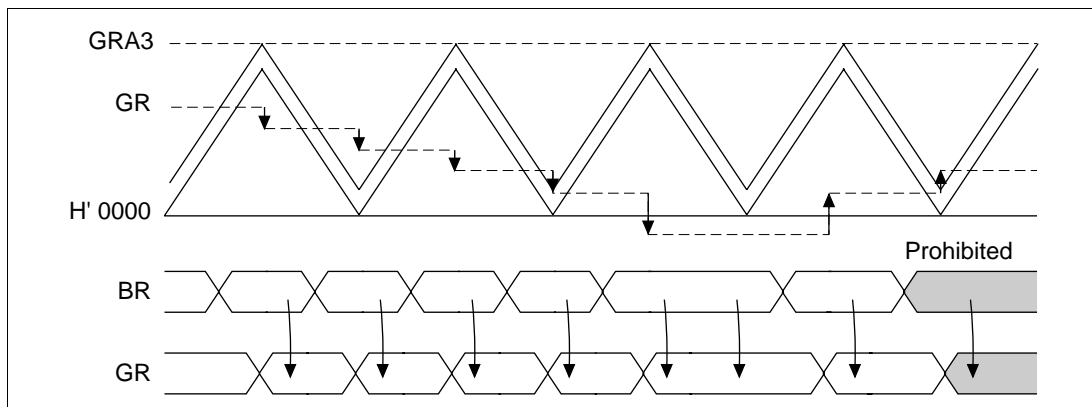 GRA3
GR
H' 0000
Prohibited
BR
GR